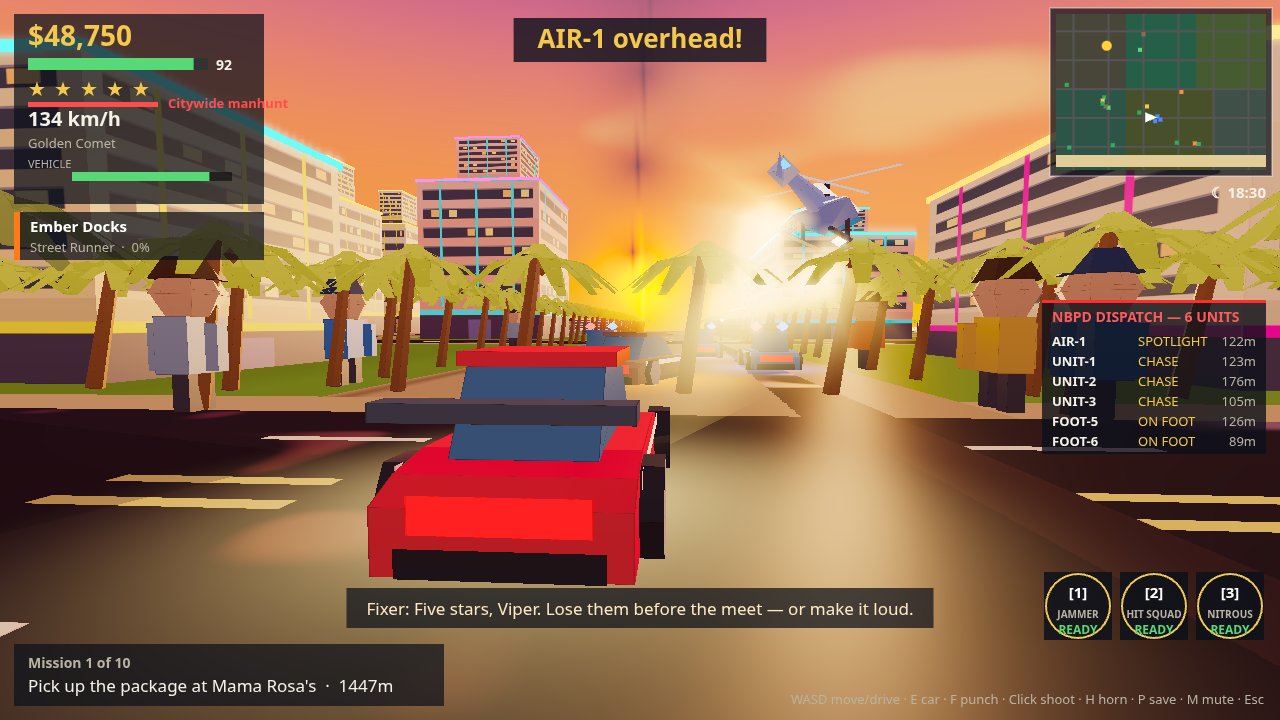 $48,750
92
★ ★ ★ ★ ★
Citywide manhunt
134 km/h
Golden Comet
VEHICLE
Ember Docks
Street Runner · 0%
AIR-1 overhead!
☾ 18:30
NBPD DISPATCH — 6 UNITS
AIR-1 SPOTLIGHT 122m
UNIT-1 CHASE 123m
UNIT-2 CHASE 176m
UNIT-3 CHASE 105m
FOOT-5 ON FOOT 126m
FOOT-6 ON FOOT 89m
[1] [2] [3]
JAMMER HIT SQUAD NITROUS
READY READY READY
Fixer: Five stars, Viper. Lose them before the meet — or make it loud.
Mission 1 of 10
Pick up the package at Mama Rosa's · 1447m
WASD move/drive · E car · F punch · Click shoot · H horn · P save · M mute · Esc